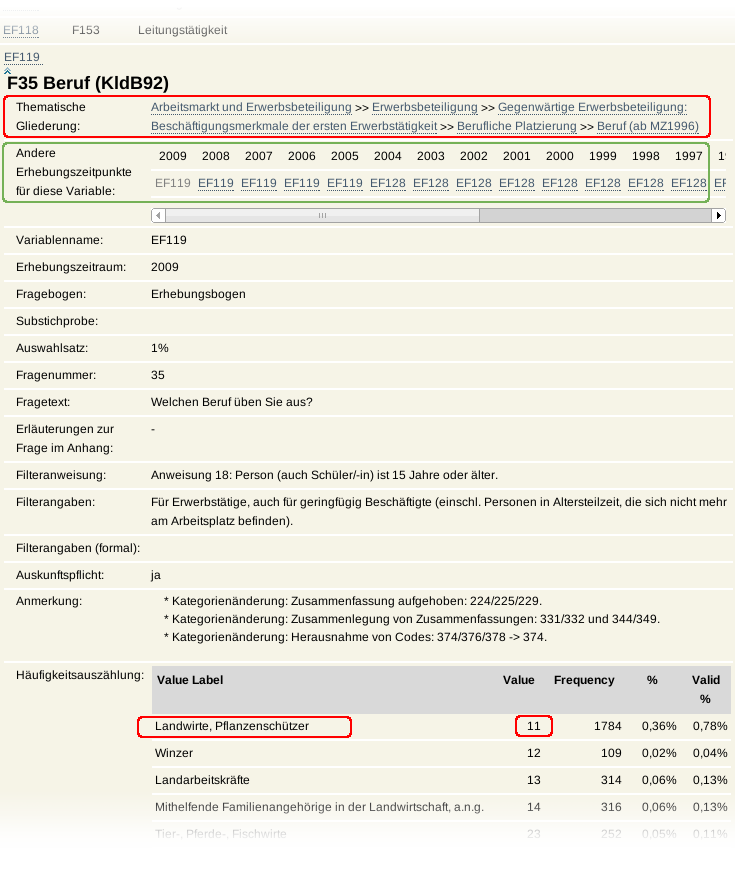 EF118 F153 Leitungstätigkeit
EF119
F35 Beruf (KldB92)
Thematische Gliederung: Arbeitsmarkt und Erwerbsbeteiligung >> Erwerbsbeteiligung >> Gegenwärtige Erwerbsbeteiligung:
Beschäftigungsmerkmale der ersten Erwerbstätigkeit >> Berufliche Platzierung >> Beruf (ab MZ1996)
Andere Erhebungszeitpunkte für diese Variable:
2009 2008 2007 2006 2005 2004 2003 2002 2001 2000 1999 1998 1997
EF119 EF119 EF119 EF119 EF119 EF128 EF128 EF128 EF128 EF128 EF128 EF128 EF128
Variablenname: EF119
Erhebungszeitraum: 2009
Fragebogen: Erhebungsbogen
Substichprobe:
Auswahlsatz: 1%
Fragenummer: 35
Fragetext: Welchen Beruf üben Sie aus?
Erläuterungen zur -
Frage im Anhang:
Filteranweisung: Anweisung 18: Person (auch Schüler/-in) ist 15 Jahre oder älter.
Filterangaben: Für Erwerbstätige, auch für geringfügig Beschäftigte (einschl. Personen in Altersteilzeit, die sich nicht mehr
am Arbeitsplatz befinden).
Filterangaben (formal):
Auskunftspflicht: ja
Anmerkung: * Kategorienänderung: Zusammenfassung aufgehoben: 224/225/229.
* Kategorienänderung: Zusammenlegung von Zusammenfassungen: 331/332 und 344/349.
* Kategorienänderung: Herausnahme von Codes: 374/376/378 -> 374.
Häufigkeitsauszählung: Value Label Value Frequency % Valid
%
Landwirte, Pflanzenschützer 11 1784 0,36% 0,78%
Winzer 12 109 0,02% 0,04%
Landarbeitskräfte 13 314 0,06% 0,13%
Mithelfende Familienangehörige in der Landwirtschaft, a.n.g. 14 316 0,06% 0,13%
Tier-, Pferde-, Fischwirte 23 252 0,05% 0,11%